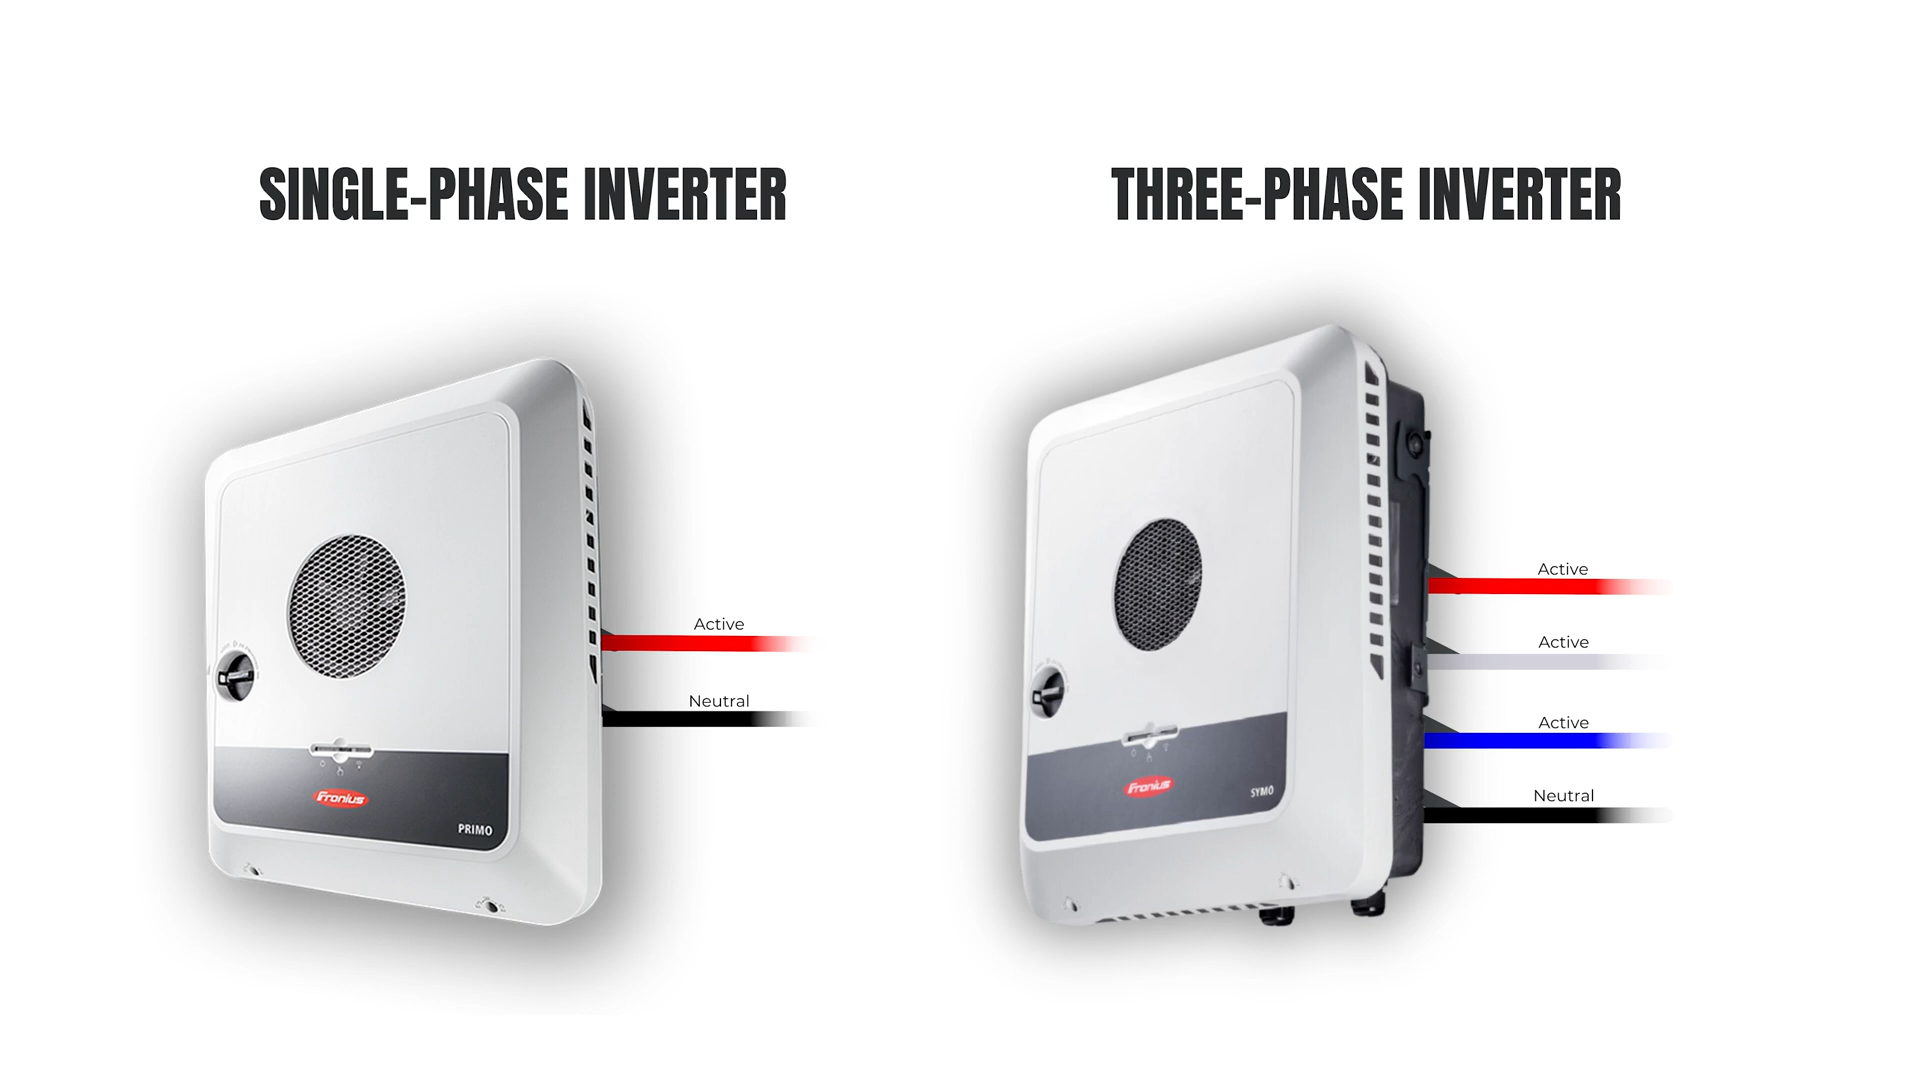 SINGLE-PHASE INVERTER
THREE-PHASE INVERTER
Active
Neutral
Fronius
PRIMO
Active
Active
Active
Neutral
Fronius
SYMO